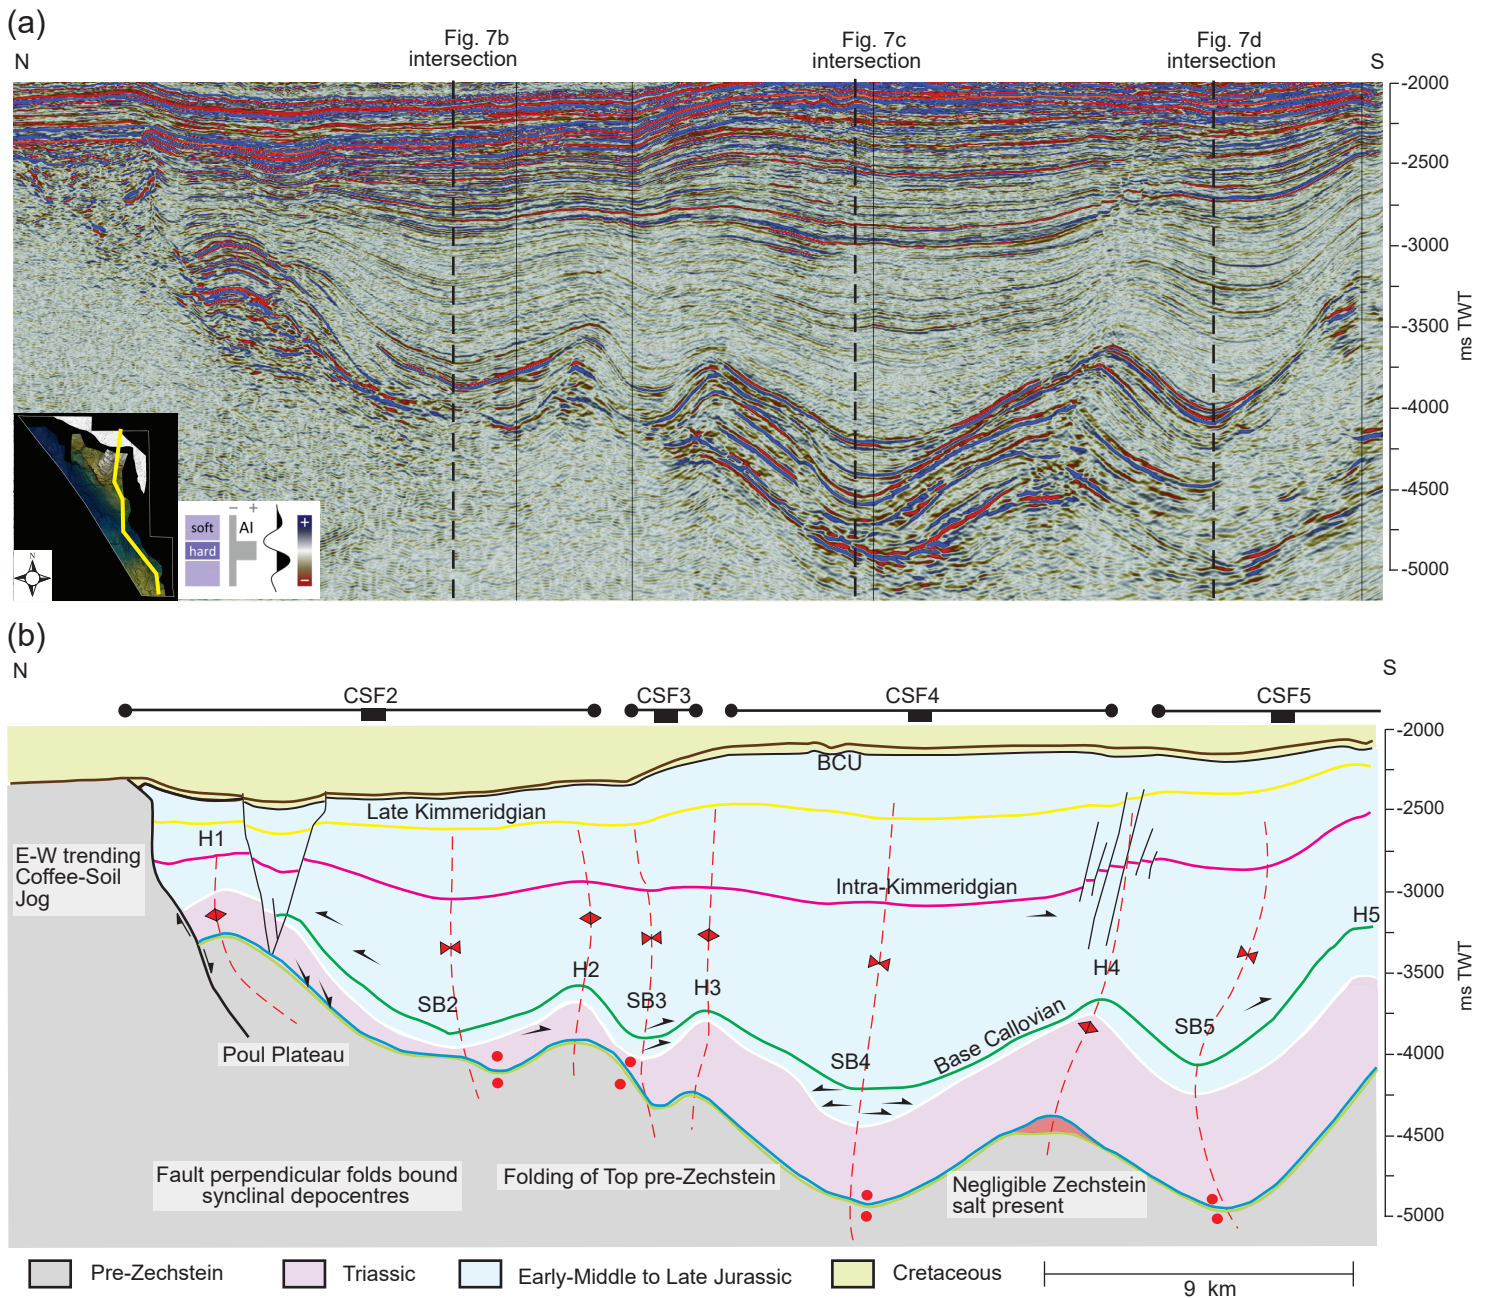 (a)
Fig. 7b
intersection
Fig. 7c
intersection
Fig. 7d
intersection
N
S
-2000
-2500
-3000
-3500
-4000
-4500
-5000
ms TWT
N
soft
hard
- +
AI
+
-
(b)
N
S
CSF2
CSF3
CSF4
CSF5
-2000
-2500
-3000
-3500
-4000
-4500
-5000
ms TWT
BCU
Late Kimmeridgian
H1
E-W trending
Coffee-Soil
Jog
Intra-Kimmeridgian
H5
H2
H4
SB2
SB3
H3
SB5
Base Callovian
Poul Plateau
SB4
Fault perpendicular folds bound
synclinal depocentres
Folding of Top pre-Zechstein
Negligible Zechstein
salt present
Pre-Zechstein
Triassic
Early-Middle to Late Jurassic
Cretaceous
9 km